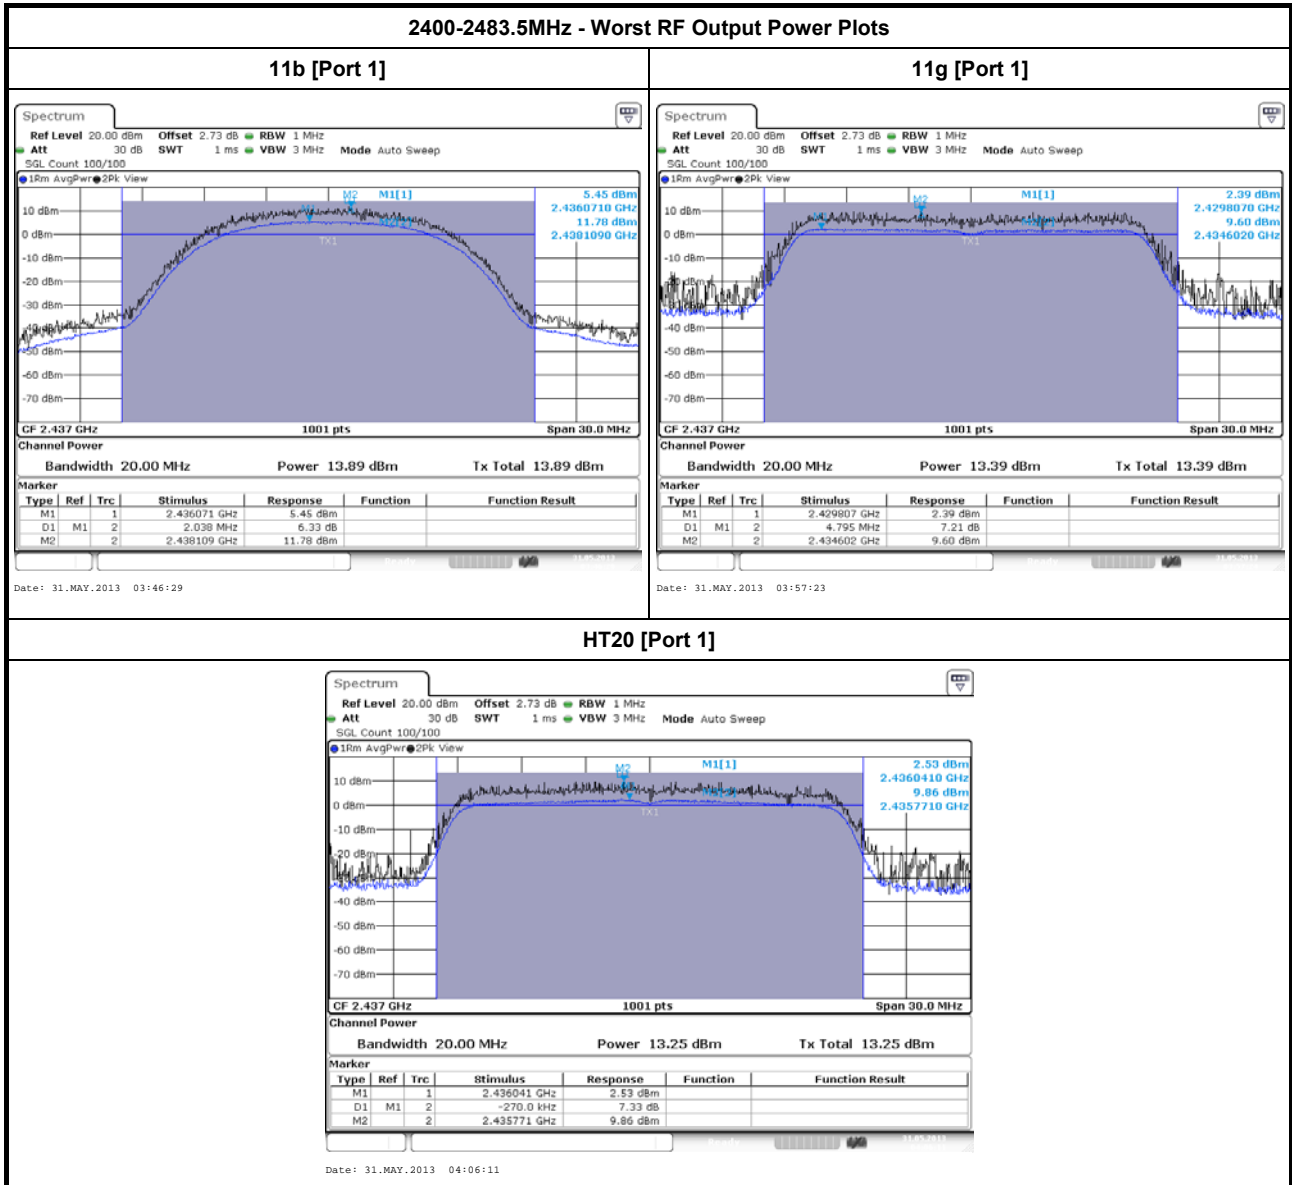 2400-2483.5MHz - Worst RF Output Power Plots
11b [Port 1]
Spectrum
Ref Level 20.00 dBm Offset 2.73 dB RBW 1 MHz
Att 30 dB SWT 1 ms VBW 3 MHz Mode Auto Sweep
SGL Count 100/100
1Rm AvgPwr 2Pk View
M1[1] 5.45 dBm
2.4360710 GHz
11.78 dBm
2.4381090 GHz
M2
TX1
10 dBm
0 dBm
-10 dBm
-20 dBm
-30 dBm
-40 dBm
-50 dBm
-60 dBm
-70 dBm
CF 2.437 GHz 1001 pts Span 30.0 MHz
Channel Power
Bandwidth 20.00 MHz Power 13.89 dBm Tx Total 13.89 dBm
Marker
Type Ref Trc Stimulus Response Function Function Result
M1 1 2.436071 GHz 5.45 dBm
D1 M1 2 2.038 MHz 6.33 dB
M2 2 2.438109 GHz 11.78 dBm
Date: 31.MAY.2013 03:46:29
11g [Port 1]
Spectrum
Ref Level 20.00 dBm Offset 2.73 dB RBW 1 MHz
Att 30 dB SWT 1 ms VBW 3 MHz Mode Auto Sweep
SGL Count 100/100
1Rm AvgPwr 2Pk View
M1[1] 2.39 dBm
2.4298070 GHz
9.60 dBm
2.4346020 GHz
M2
TX1
10 dBm
0 dBm
-10 dBm
-20 dBm
-40 dBm
-50 dBm
-60 dBm
-70 dBm
CF 2.437 GHz 1001 pts Span 30.0 MHz
Channel Power
Bandwidth 20.00 MHz Power 13.39 dBm Tx Total 13.39 dBm
Marker
Type Ref Trc Stimulus Response Function Function Result
M1 1 2.429807 GHz 2.39 dBm
D1 M1 2 4.795 MHz 7.21 dB
M2 2 2.434602 GHz 9.60 dBm
Date: 31.MAY.2013 03:57:23
HT20 [Port 1]
Spectrum
Ref Level 20.00 dBm Offset 2.73 dB RBW 1 MHz
Att 30 dB SWT 1 ms VBW 3 MHz Mode Auto Sweep
SGL Count 100/100
1Rm AvgPwr 2Pk View
M1[1] 2.53 dBm
2.4360410 GHz
9.86 dBm
2.4357710 GHz
M2
TX1
10 dBm
0 dBm
-10 dBm
-20 dBm
-40 dBm
-50 dBm
-60 dBm
-70 dBm
CF 2.437 GHz 1001 pts Span 30.0 MHz
Channel Power
Bandwidth 20.00 MHz Power 13.25 dBm Tx Total 13.25 dBm
Marker
Type Ref Trc Stimulus Response Function Function Result
M1 1 2.436041 GHz 2.53 dBm
D1 M1 2 -270.0 kHz 7.33 dB
M2 2 2.435771 GHz 9.86 dBm
Date: 31.MAY.2013 04:06:11